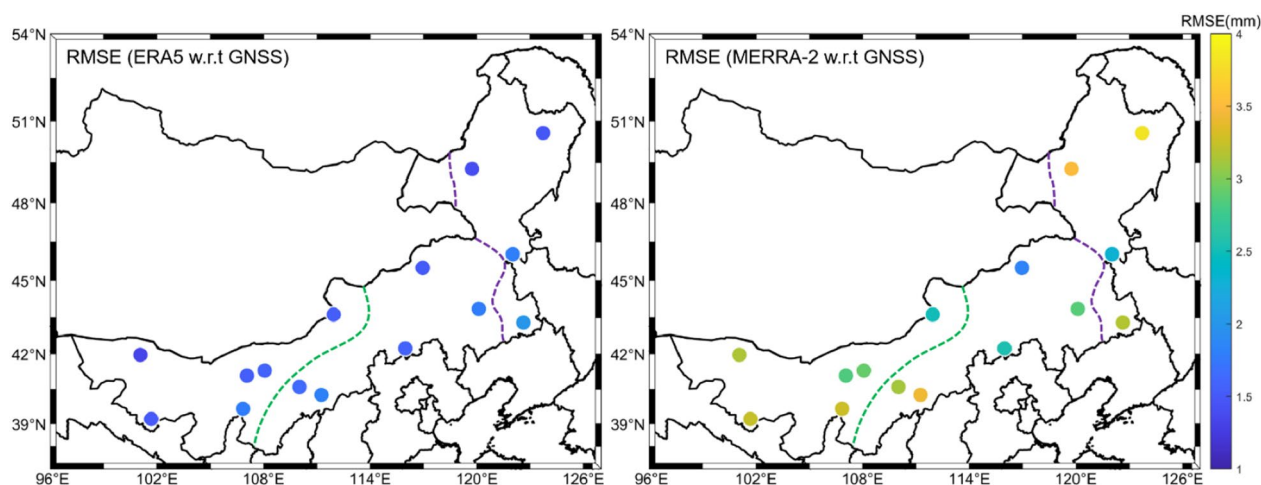 RMSE(mm)
54°N
RMSE (ERA5 w.r.t GNSS)
51°N
48°N
45°N
42°N
39°N
96°E 102°E 108°E 114°E 120°E 126°E
54°N
RMSE (MERRA-2 w.r.t GNSS)
51°N
48°N
45°N
42°N
39°N
96°E 102°E 108°E 114°E 120°E 126°E
4
3.5
3
2.5
2
1.5
1